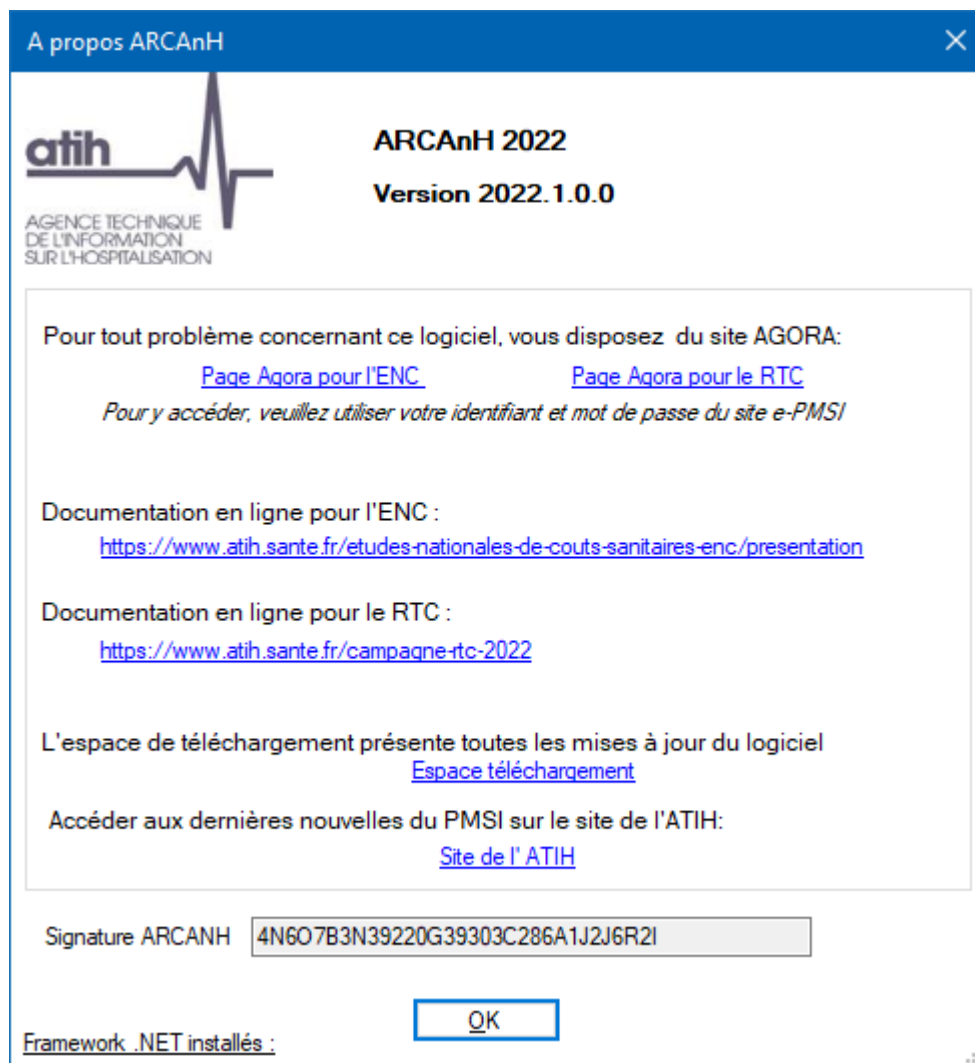 A propos ARCAnH
atih
AGENCE TECHNIQUE
DE L'INFORMATION
SUR L'HOSPITALISATION
ARCAnH 2022
Version 2022.1.0.0
Pour tout problème concernant ce logiciel, vous disposez du site AGORA:
Page Agora pour l'ENC Page Agora pour le RTC
Pour y accéder, veuillez utiliser votre identifiant et mot de passe du site e-PMSI
Documentation en ligne pour l'ENC :
https://www.atih.sante.fr/etudes-nationales-de-couts-sanitaires-enc/presentation
Documentation en ligne pour le RTC :
https://www.atih.sante.fr/campagne-rtc-2022
L'espace de téléchargement présente toutes les mises à jour du logiciel
Espace téléchargement
Accéder aux dernières nouvelles du PMSI sur le site de l'ATIH:
Site de l' ATIH
Signature ARCANH 4N6O7B3N39220G39303C286A1J2J6R2I
OK
Framework .NET installés :